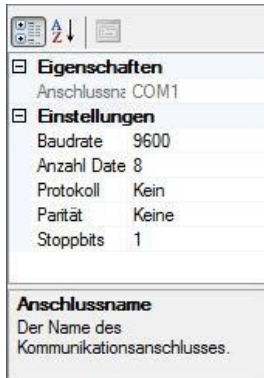 Eigenschaften
Anschlussna COM1
Einstellungen
Baudrate 9600
Anzahl Date 8
Protokoll Kein
Parität Keine
Stoppbits 1
Anschlussname
Der Name des
Kommunikationsanschlusses.